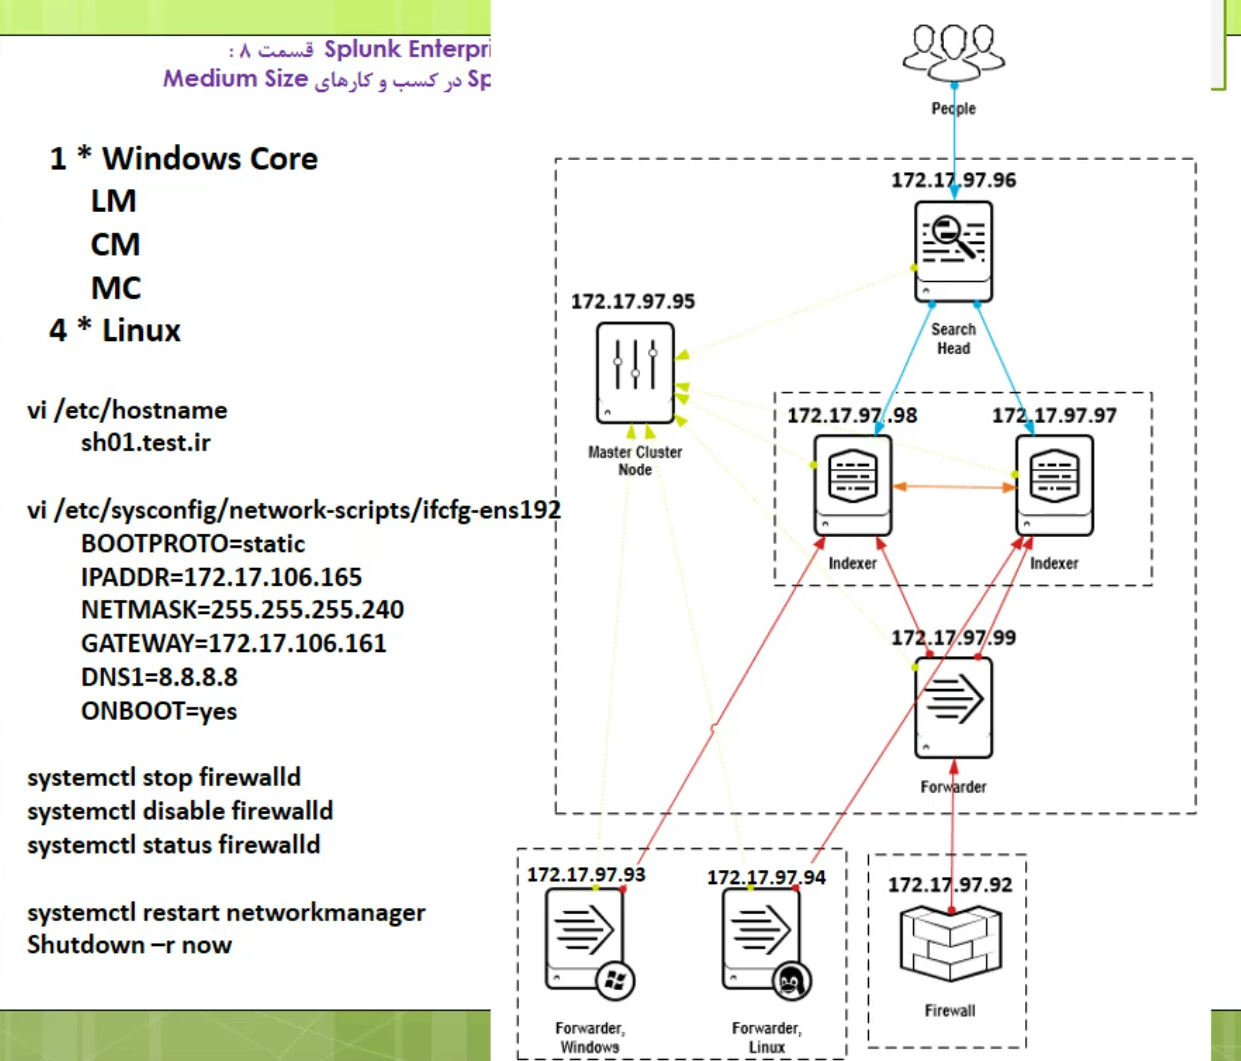 Splunk Enterpri قسمت ۸ :
Sp در کسب و کارهای Medium Size
1 * Windows Core
LM
CM
MC
4 * Linux
vi /etc/hostname
sh01.test.ir
vi /etc/sysconfig/network-scripts/ifcfg-ens192
BOOTPROTO=static
IPADDR=172.17.106.165
NETMASK=255.255.255.240
GATEWAY=172.17.106.161
DNS1=8.8.8.8
ONBOOT=yes
systemctl stop firewalld
systemctl disable firewalld
systemctl status firewalld
systemctl restart networkmanager
Shutdown –r now
People
172.17.97.96
Search
Head
172.17.97.95
Master Cluster
Node
172.17.97.98
172.17.97.97
Indexer
Indexer
172.17.97.99
Forwarder
172.17.97.93
172.17.97.94
172.17.97.92
Forwarder,
Windows
Forwarder,
Linux
Firewall